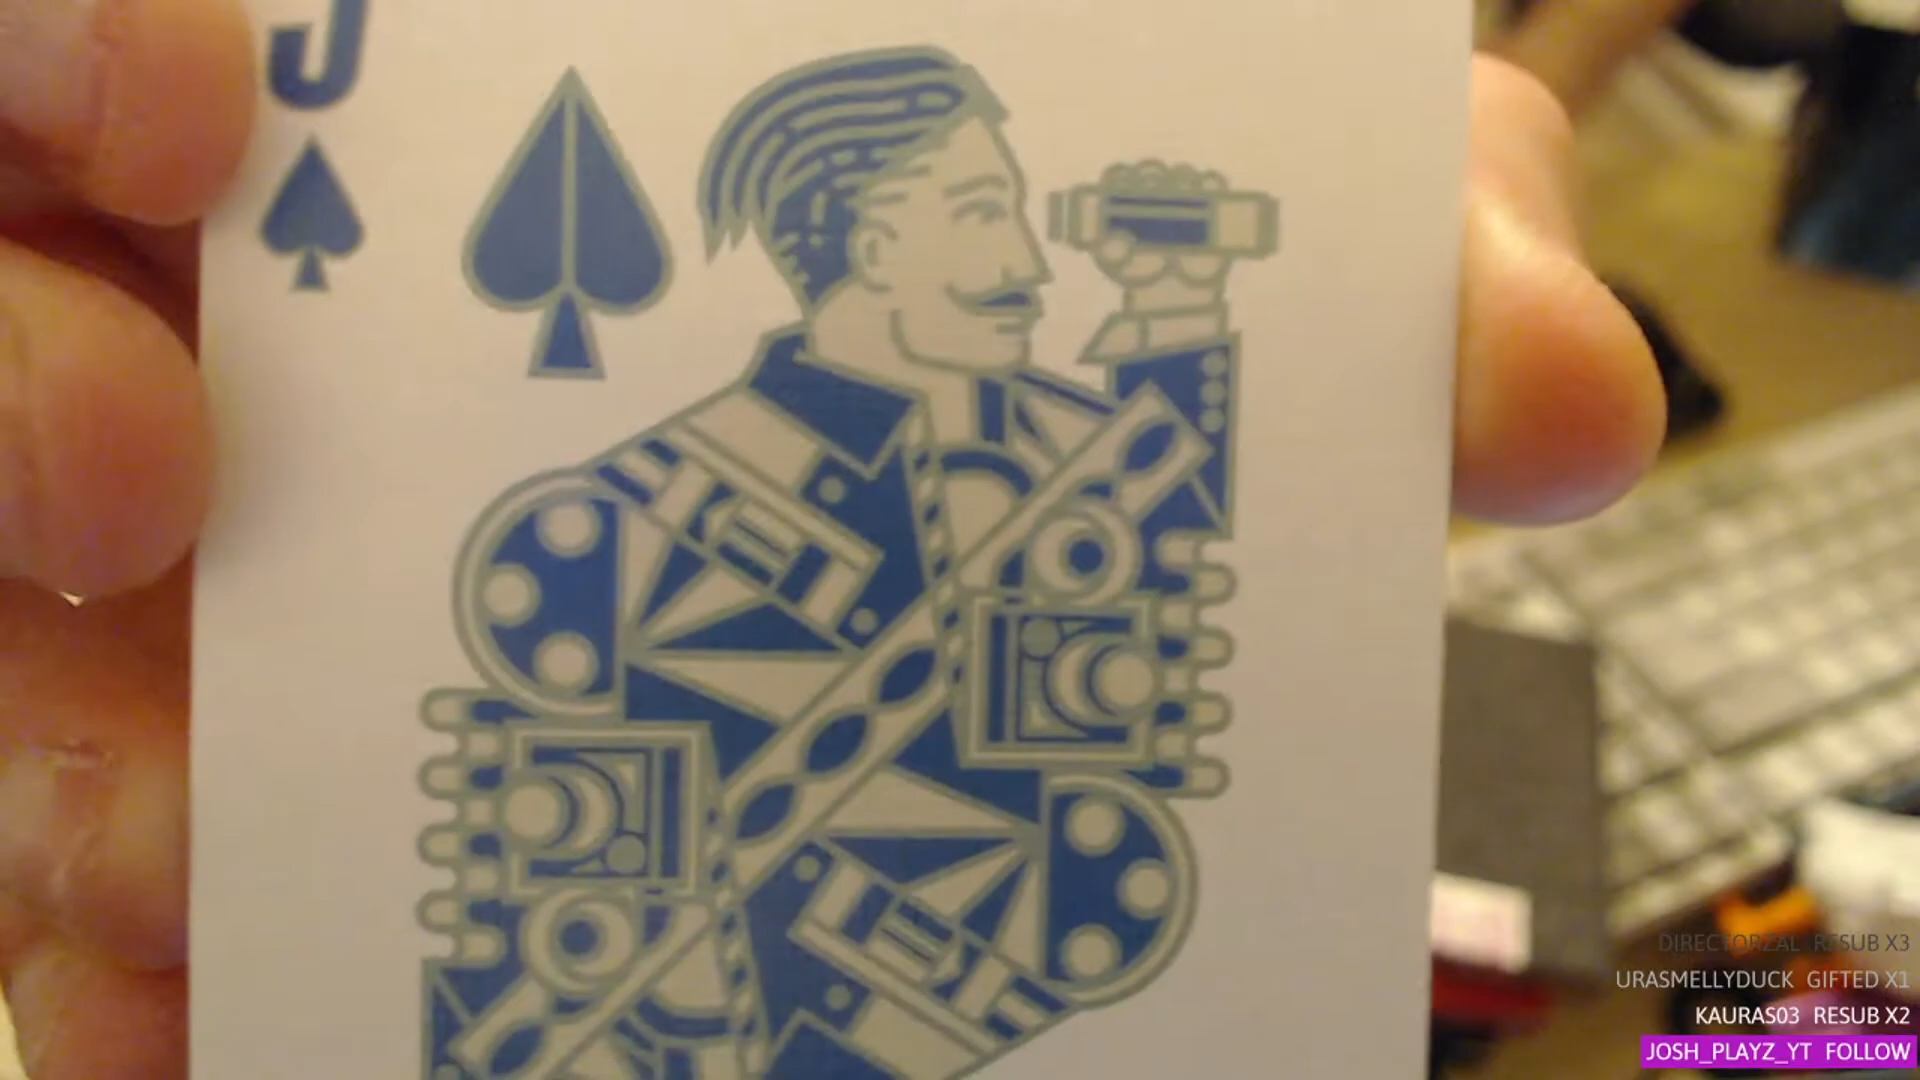 J
DIRECTORZAL RESUB X3
URASMELLYDUCK GIFTED X1
KAURAS03 RESUB X2
JOSH_PLAYZ_YT FOLLOW